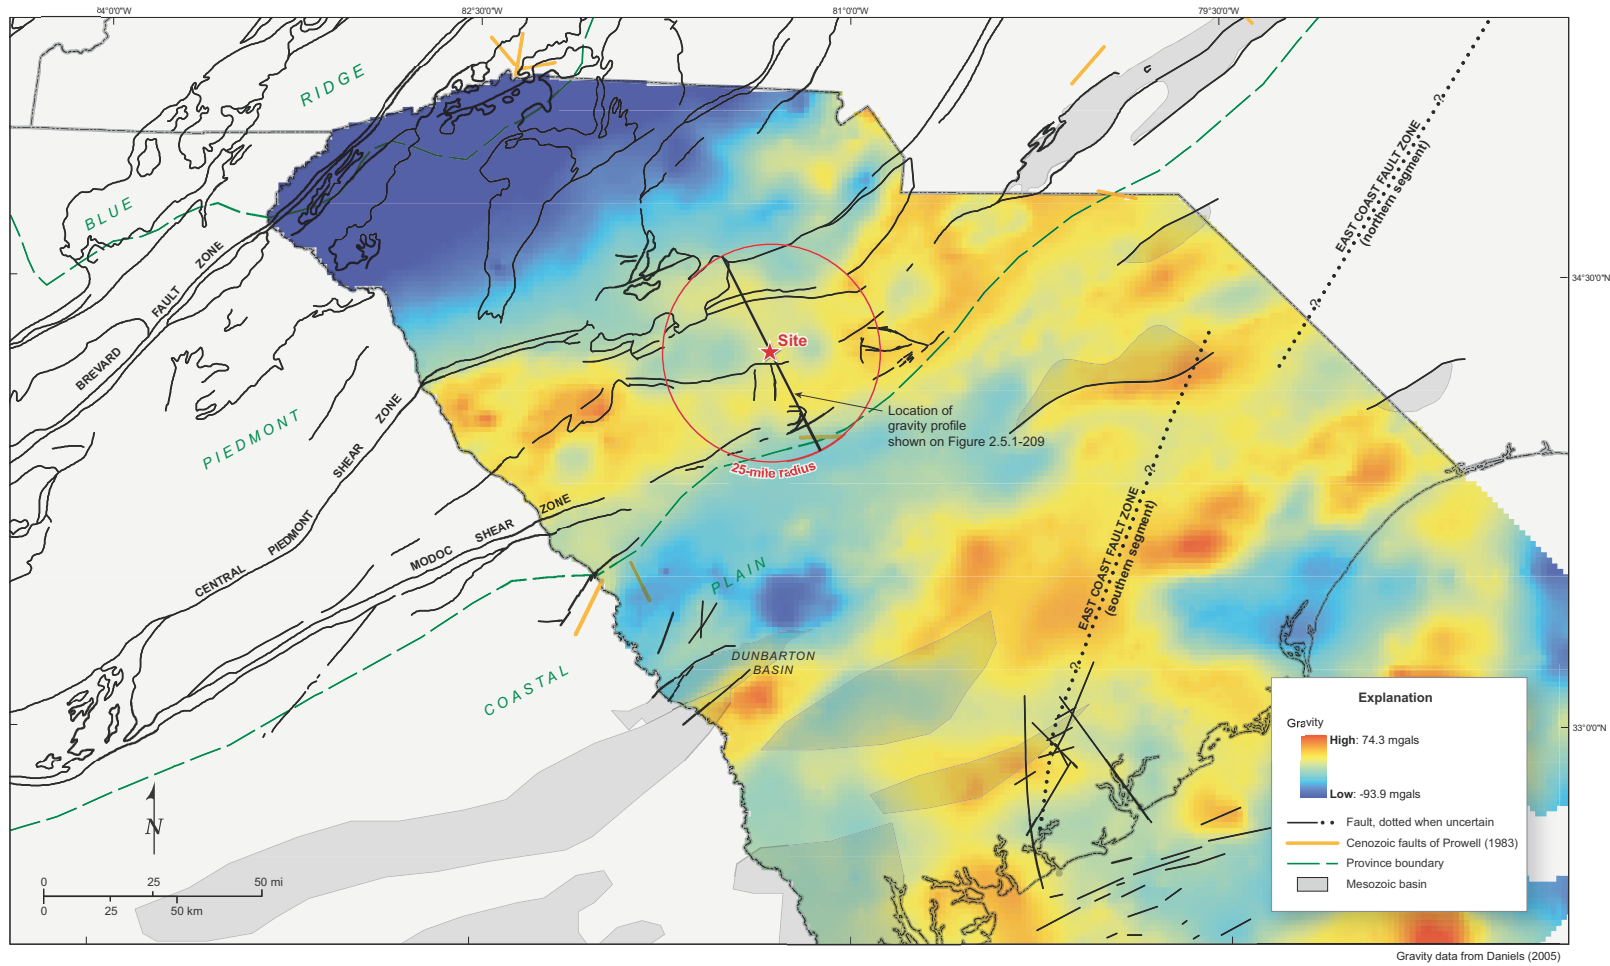 84°0'0"W
82°30'0"W
81°0'0"W
79°30'0"W
RIDGE
BLUE
BREVARD FAULT ZONE
PIEDMONT
CENTRAL PIEDMONT SHEAR ZONE
MODOC SHEAR ZONE
COASTAL
PLAIN
Site
25-mile radius
Location of
gravity profile
shown on Figure 2.5.1-209
DUNBARTON
BASIN
?
EAST COAST FAULT ZONE
(northern segment)
?
?
EAST COAST FAULT ZONE
(southern segment)
?
34°30'0"N
33°0'0"N
N
0 25 50 mi
0 25 50 km
Explanation
Gravity
High: 74.3 mgals
Low: -93.9 mgals
Fault, dotted when uncertain
Cenozoic faults of Prowell (1983)
Province boundary
Mesozoic basin
Gravity data from Daniels (2005)